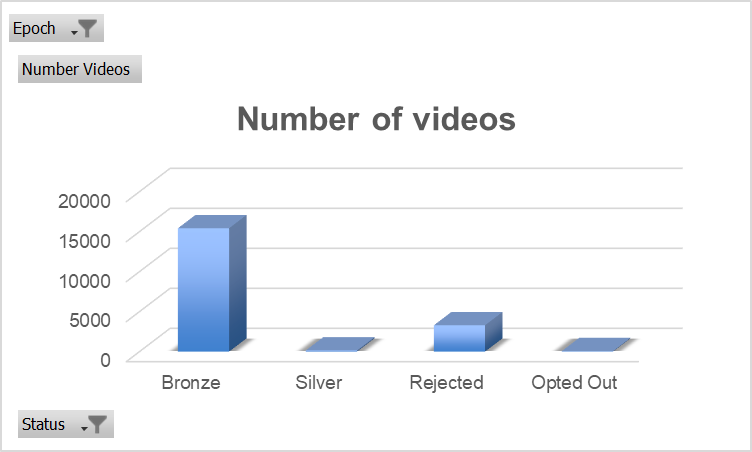 Epoch
Number Videos
Number of videos
20000
15000
10000
5000
0
Bronze Silver Rejected Opted Out
Status